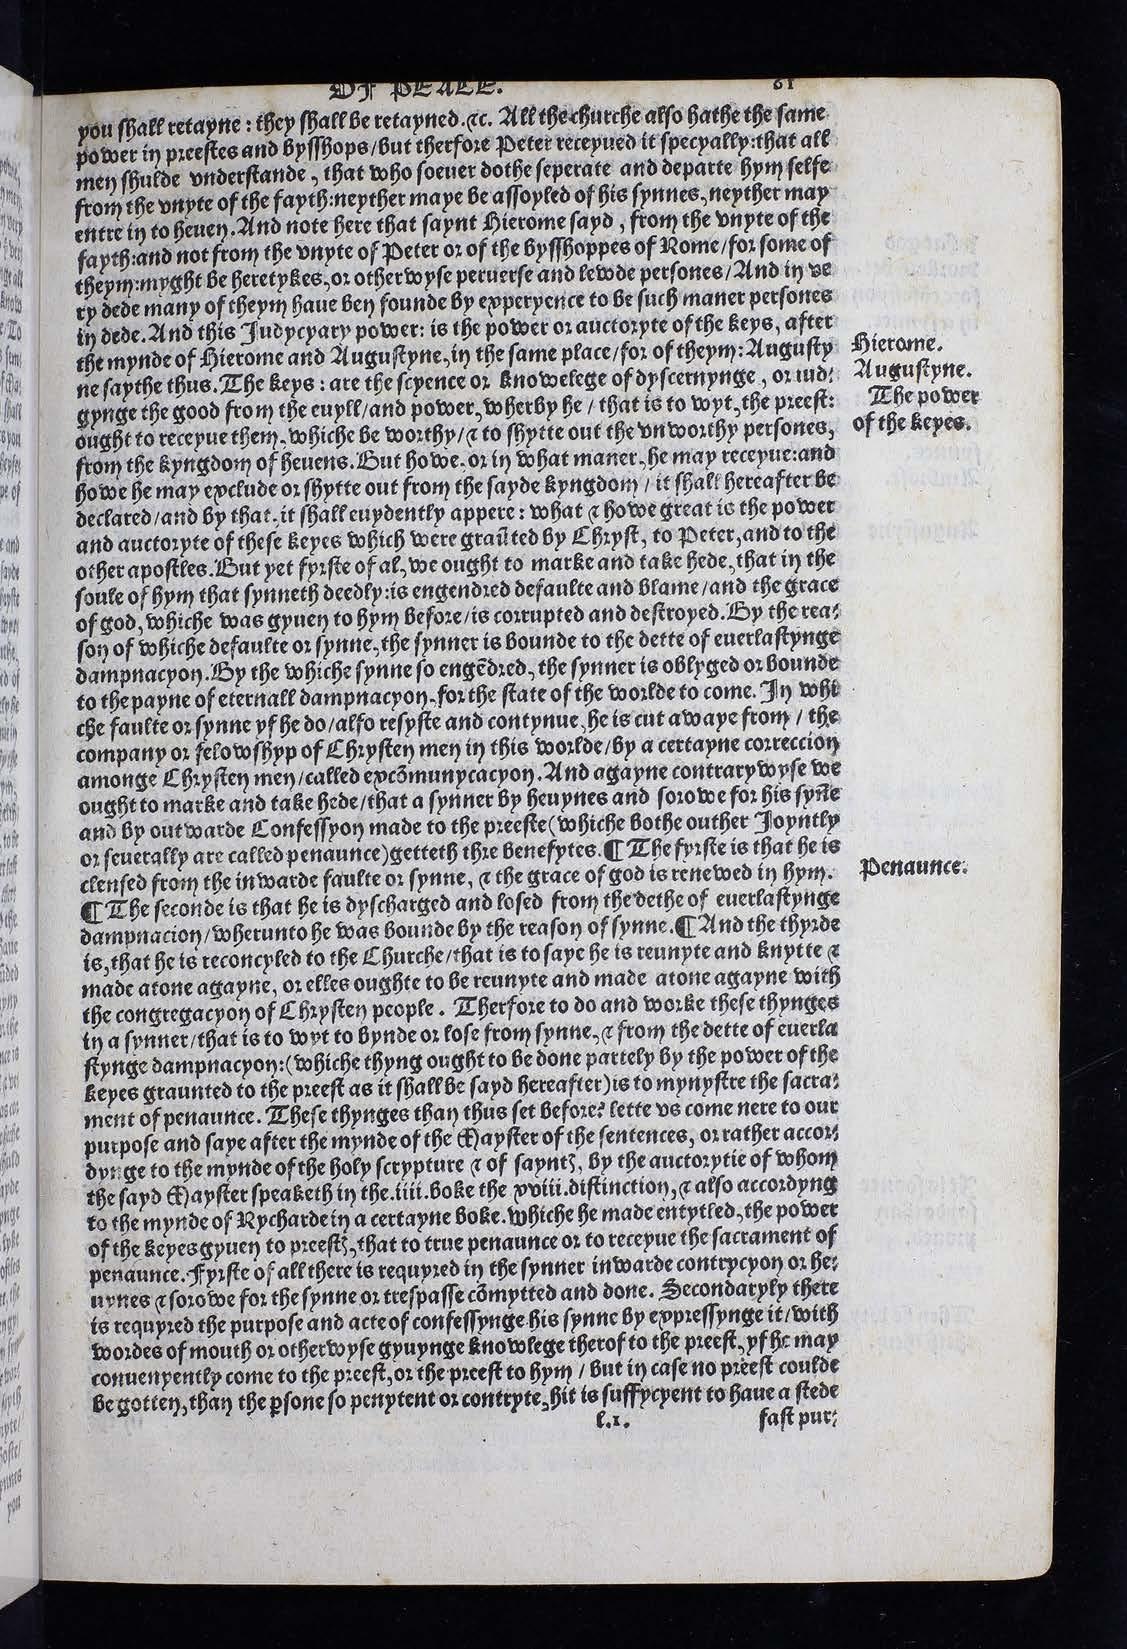 OF PEACE. 61
you shall retayne: they shall be retayned.&c. All the churche also hathe the same
power in preestes and bysshops/but therfore Peter receyued it specyally:that all
men shulde vnderstande, that who soeuer dothe seperate and departe hym selfe
from the vnyte of the fayth:neyther maye be assoyled of his synnes, neyther may
entre in to heuen. And note here that saynt Hierome sayd, from the vnyte of the
fayth:and not from the vnyte of Peter or of the bysshoppes of Rome/for some of
theym:myght be heretykes, or otherwyse peruerse and lewde persones/And in ve
ry dede many of theym haue ben founde by experyence to be such maner persones
in dede. And this Judycyary power: is the power or auctoryte of the keys, after
the mynde of Hierome and Augustyne, in the same place/for of theym: Augusty
ne saythe thus. The keys: are the scyence or knowelege of dyscernynge, or iud⸗
gynge the good from the euyll/and power, wherby he / that is to wyt, the preest:
ought to receyue them, whiche be worthy/& to shytte out the vnworthy persones,
from the kyngdom of heuens. But howe. or in what maner, he may receyue:and
howe he may exclude or shytte out from the sayde kyngdom / it shall hereafter be
declared/and by that, it shall euydently appere: what & howe great is the power
and auctoryte of these keyes which were graūted by Chryst, to Peter, and to the
other apostles. But yet fyrste of al, we ought to marke and take hede, that in the
soule of hym that synneth deedly:is engendred defaulte and blame/and the grace
of god, whiche was gyuen to hym before/is corrupted and destroyed. By the rea⸗
son of whiche defaulte or synne, the synner is bounde to the dette of euerlastynge
dampnacyon. By the whiche synne so engēdred, the synner is oblyged or bounde
to the payne of eternall dampnacyon, for the state of the worlde to come. In whi
che faulte or synne yf he do/also resyste and contynue, he is cut awaye from / the
company or felowshyp of Chrysten men in this worlde/by a certayne correccion
amonge Chrysten men/called excōmunycacyon. And agayne contrarywyse we
ought to marke and take hede/that a synner by heuynes and sorowe for his syn̄e
and by outwarde Confessyon made to the preeste(whiche bothe outher Joyntly
or seuerally are called penaunce)getteth thre benefytes.¶ The fyrste is that he is
clensed from the inwarde faulte or synne, & the grace of god is renewed in hym.
¶ The seconde is that he is dyscharged and losed from the dethe of euerlastynge
dampnacion/wherunto he was bounde by the reason of synne.¶ And the thyrde
is, that he is reconcyled to the Churche/that is to saye he is reunyte and knytte &
made atone agayne, or elles oughte to be reunyte and made atone agayne with
the congregacyon of Chrysten people. Therfore to do and worke these thynges
in a synner/that is to wyt to bynde or lose from synne, & from the dette of euerla
stynge dampnacyon:(whiche thyng ought to be done partely by the power of the
keyes graunted to the preest as it shall be sayd hereafter)is to mynystre the sacra⸗
ment of penaunce. These thynges than thus set before? lette vs come nere to our
purpose and saye after the mynde of the Mayster of the sentences, or rather accor⸗
dynge to the mynde of the holy scrypture & of sayntꝭ, by the auctorytie of whom
the sayd Mayster speaketh in the.iiii.boke the xviii.distinction, & also accordyng
to the mynde of Rycharde in a certayne boke. whiche he made entytled, the power
of the keyes gyuen to preestꝭ, that to true penaunce or to receyue the sacrament of
penaunce. Fyrste of all there is requyred in the synner inwarde contrycyon or he⸗
uynes & sorowe for the synne or trespasse cōmytted and done. Secondaryly there
is requyred the purpose and acte of confessynge his synne by expressynge it/with
wordes of mouth or otherwyse gyuynge knowlege therof to the preest, yf he may
conuenyently come to the preest, or the preest to hym / but in case no preest coulde
be gotten, than the ꝑsone so penytent or contryte, hit is suffycyent to haue a stede
l.1. fast pur⸗
Hierome.
Augustyne.
The power
of the keyes.
Penaunce.